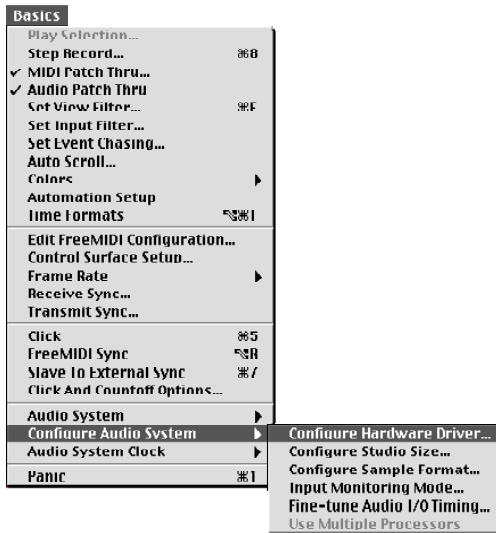 Basics
Play Selection...
Step Record... ⌘8
✓ MIDI Patch Thru...
✓ Audio Patch Thru
Set View Filter... ⌘F
Set Input Filter...
Set Event Chasing...
Auto Scroll...
Colors
Automation Setup
Time Formats ⌥⌘T
Edit FreeMIDI Configuration...
Control Surface Setup...
Frame Rate
Receive Sync...
Transmit Sync...
Click ⌘5
FreeMIDI Sync ⌥R
Slave To External Sync ⌘7
Click And Countoff Options...
Audio System
Configure Audio System
Audio System Clock
Panic ⌘1
Configure Hardware Driver...
Configure Studio Size...
Configure Sample Format...
Input Monitoring Mode...
Fine-tune Audio I/O Timing...
Use Multiple Processors